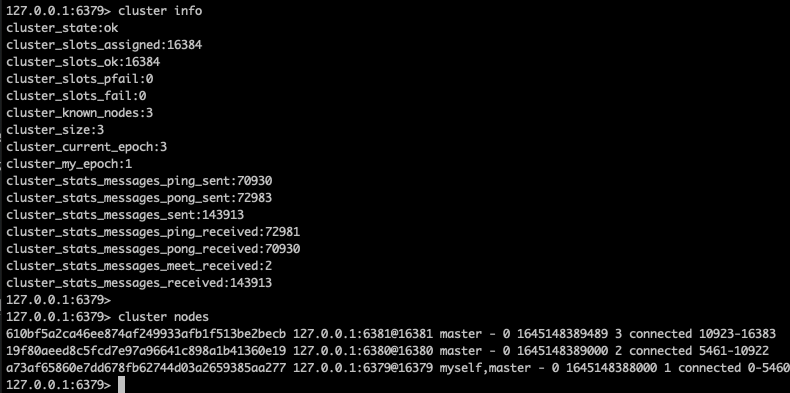 127.0.0.1:6379> cluster info
cluster_state:ok
cluster_slots_assigned:16384
cluster_slots_ok:16384
cluster_slots_pfail:0
cluster_slots_fail:0
cluster_known_nodes:3
cluster_size:3
cluster_current_epoch:3
cluster_my_epoch:1
cluster_stats_messages_ping_sent:70930
cluster_stats_messages_pong_sent:72983
cluster_stats_messages_sent:143913
cluster_stats_messages_ping_received:72981
cluster_stats_messages_pong_received:70930
cluster_stats_messages_meet_received:2
cluster_stats_messages_received:143913
127.0.0.1:6379>
127.0.0.1:6379> cluster nodes
610bf5a2ca46ee874af249933afb1f513be2becb 127.0.0.1:6381@16381 master - 0 1645148389489 3 connected 10923-16383
19f80aeed8c5fcd7e97a96641c898a1b41360e19 127.0.0.1:6380@16380 master - 0 1645148389000 2 connected 5461-10922
a73af65860e7dd678fb62744d03a2659385aa277 127.0.0.1:6379@16379 myself,master - 0 1645148388000 1 connected 0-5460
127.0.0.1:6379>